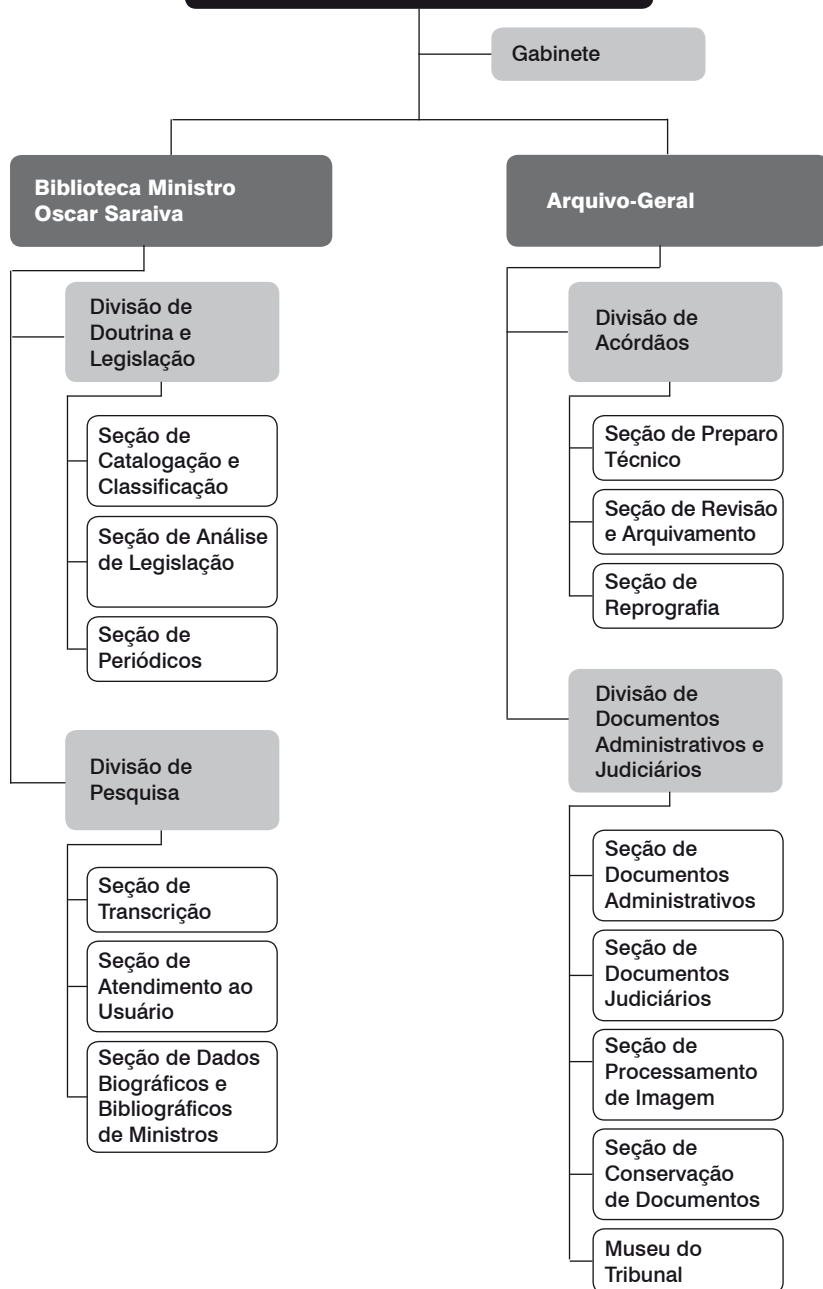 Gabinete
Biblioteca Ministro
Oscar Saraiva
Divisão de
Doutrina e
Legislação
Seção de
Catalogação e
Classificação
Seção de Análise
de Legislação
Seção de
Periódicos
Divisão de
Pesquisa
Seção de
Transcrição
Seção de
Atendimento ao
Usuário
Seção de Dados
Biográficos e
Bibliográficos
de Ministros
Arquivo-Geral
Divisão de
Acórdãos
Seção de Preparo
Técnico
Seção de Revisão
e Arquivamento
Seção de
Reprografia
Divisão de
Documentos
Administrativos e
Judiciários
Seção de
Documentos
Administrativos
Seção de
Documentos
Judiciários
Seção de
Processamento
de Imagem
Seção de
Conservação
de Documentos
Museu do
Tribunal